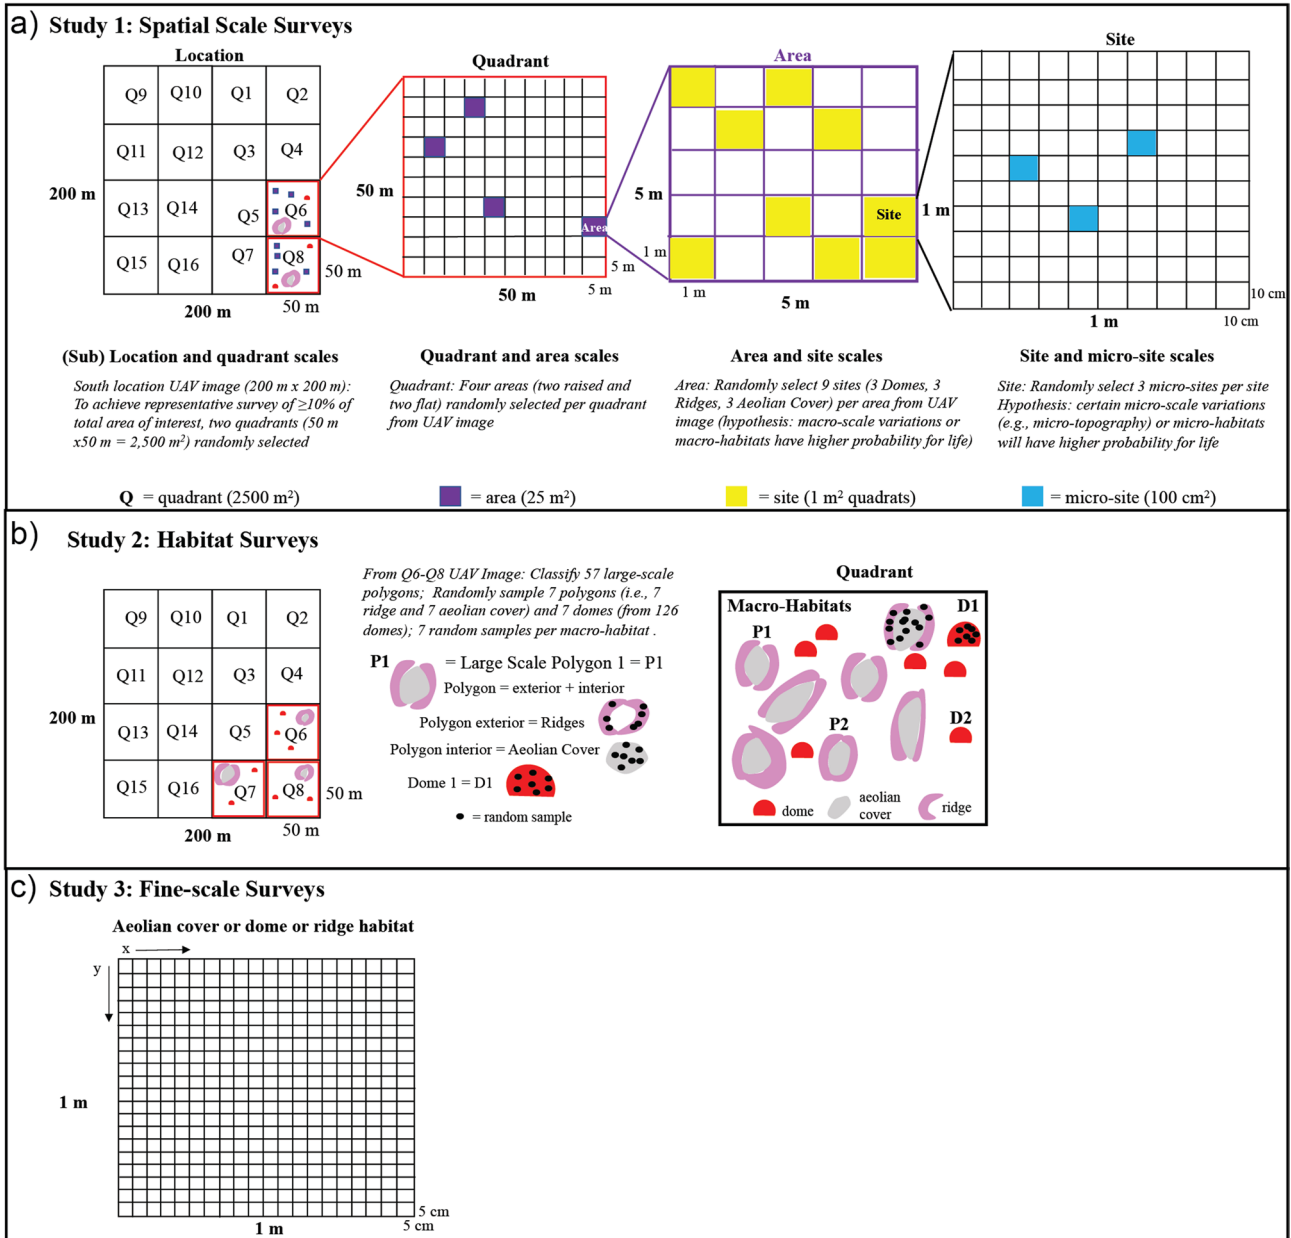 a) Study 1: Spatial Scale Surveys
Location
Q9 Q10 Q1 Q2
Q11 Q12 Q3 Q4
Q13 Q14 Q5 Q6
Q15 Q16 Q7 Q8
200 m
50 m
200 m
50 m
Quadrant
50 m
Area
5 m
50 m
5 m
Area
5 m
Site
1 m
1 m
5 m
Site
1 m
10 cm
1 m
10 cm
(Sub) Location and quadrant scales
South location UAV image (200 m x 200 m):
To achieve representative survey of ≥10% of
total area of interest, two quadrants (50 m
x50 m = 2,500 m²) randomly selected
Quadrant and area scales
Quadrant: Four areas (two raised and
two flat) randomly selected per quadrant
from UAV image
Area and site scales
Area: Randomly select 9 sites (3 Domes, 3
Ridges, 3 Aeolian Cover) per area from UAV
image (hypothesis: macro-scale variations or
macro-habitats have higher probability for life)
Site and micro-site scales
Site: Randomly select 3 micro-sites per site
Hypothesis: certain micro-scale variations
(e.g., micro-topography) or micro-habitats
will have higher probability for life
Q = quadrant (2500 m²)
= area (25 m²)
= site (1 m² quadrats)
= micro-site (100 cm²)
b) Study 2: Habitat Surveys
Q9 Q10 Q1 Q2
Q11 Q12 Q3 Q4
Q13 Q14 Q5 Q6
Q15 Q16 Q7 Q8
200 m
50 m
200 m
50 m
From Q6-Q8 UAV Image: Classify 57 large-scale
polygons; Randomly sample 7 polygons (i.e., 7
ridge and 7 aeolian cover) and 7 domes (from 126
domes); 7 random samples per macro-habitat .
P1 = Large Scale Polygon 1 = P1
Polygon = exterior + interior
Polygon exterior = Ridges
Polygon interior = Aeolian Cover
Dome 1 = D1
= random sample
Quadrant
Macro-Habitats
D1
P1
P2
D2
dome
aeolian
cover
ridge
c) Study 3: Fine-scale Surveys
Aeolian cover or dome or ridge habitat
x
y
1 m
5 cm
1 m
5 cm